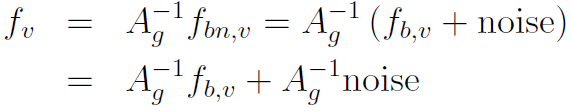 f_v = A_g^{-1} f_{bn,v} = A_g^{-1} (f_{b,v} + noise)
= A_g^{-1} f_{b,v} + A_g^{-1} noise